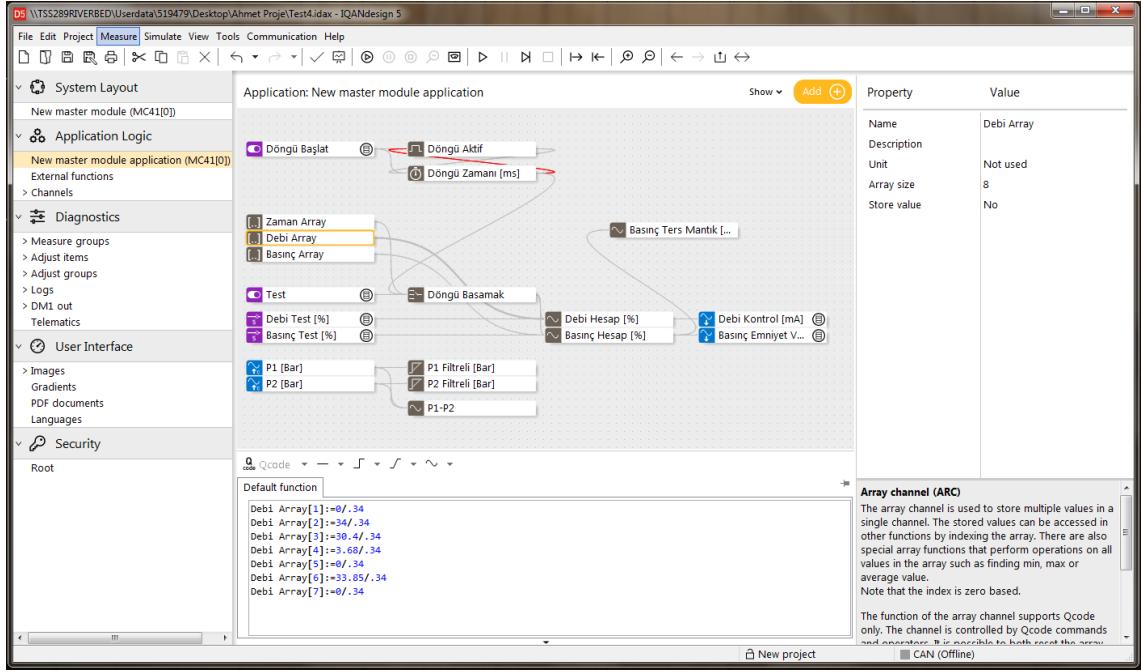 D5 \\TSS289RIVERBED\Userdata\519479\Desktop\Ahmet Proje\Test4.idax - IQANdesign 5
File Edit Project Measure Simulate View Tools Communication Help
System Layout
New master module (MC41[0])
Application Logic
New master module application (MC41[0])
External functions
Channels
Diagnostics
Measure groups
Adjust items
Adjust groups
Logs
DM1 out
Telematics
User Interface
Images
Gradients
PDF documents
Languages
Security
Root
Application: New master module application
Show
Add
Döngü Başlat
Döngü Aktif
Döngü Zamanı [ms]
Zaman Array
Debi Array
Basınç Array
Basınç Ters Mantık [...
Test
Döngü Basamak
Debi Test [%]
Debi Hesap [%]
Debi Kontrol [mA]
Basınç Test [%]
Basınç Hesap [%]
Basınç Emniyet V...
P1 [Bar]
P1 Filtreli [Bar]
P2 [Bar]
P2 Filtreli [Bar]
P1-P2
Q code Qcode
Default function
Debi Array[1]:=0/.34
Debi Array[2]:=34/.34
Debi Array[3]:=30.4/.34
Debi Array[4]:=3.68/.34
Debi Array[5]:=0/.34
Debi Array[6]:=33.85/.34
Debi Array[7]:=0/.34
Property Value
Name Debi Array
Description
Unit Not used
Array size 8
Store value No
Array channel (ARC)
The array channel is used to store multiple values in a
single channel. The stored values can be accessed in
other functions by indexing the array. There are also
special array functions that perform operations on all
values in the array such as finding min, max or
average value.
Note that the index is zero based.
The function of the array channel supports Qcode
only. The channel is controlled by Qcode commands
and operators. It is possible to both reset the array
New project
CAN (Offline)